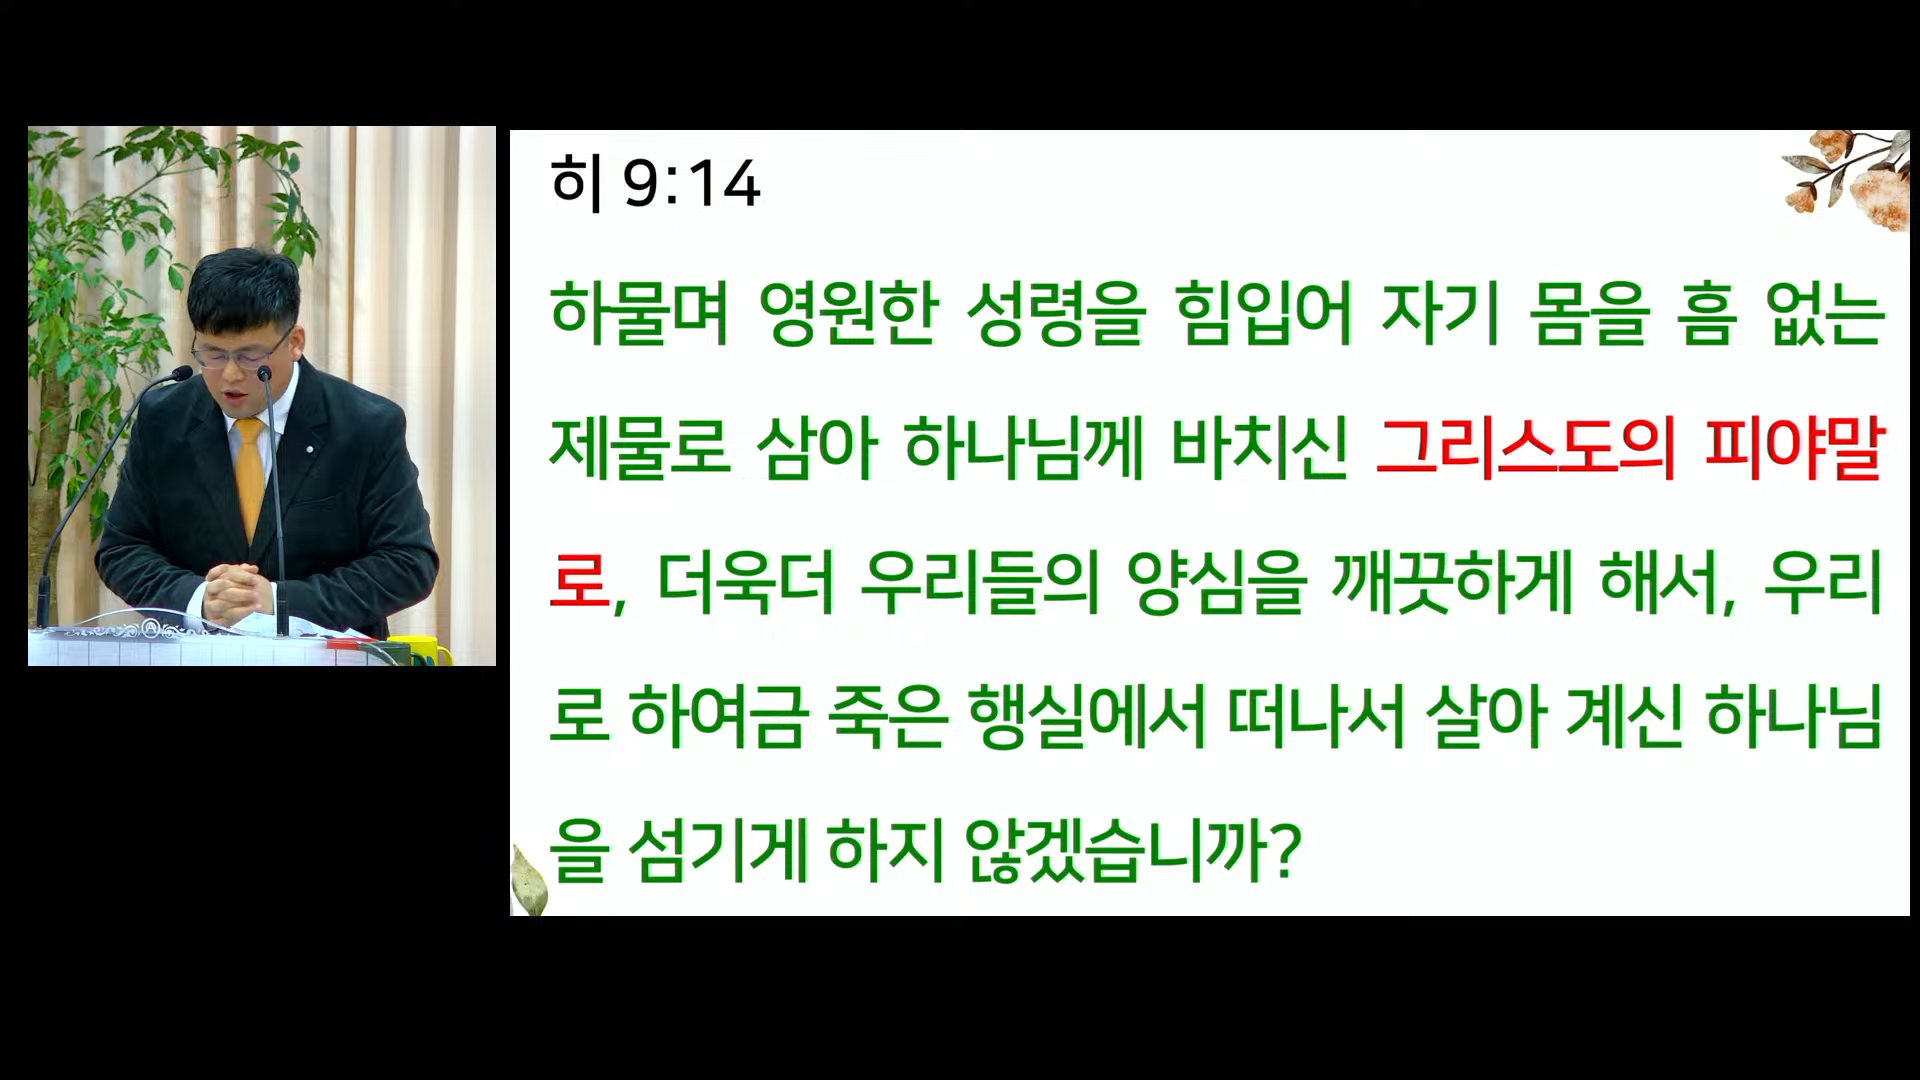 히 9:14
하물며 영원한 성령을 힘입어 자기 몸을 흠 없는
제물로 삼아 하나님께 바치신 그리스도의 피야말
로, 더욱더 우리들의 양심을 깨끗하게 해서, 우리
로 하여금 죽은 행실에서 떠나서 살아 계신 하나님
을 섬기게 하지 않겠습니까?